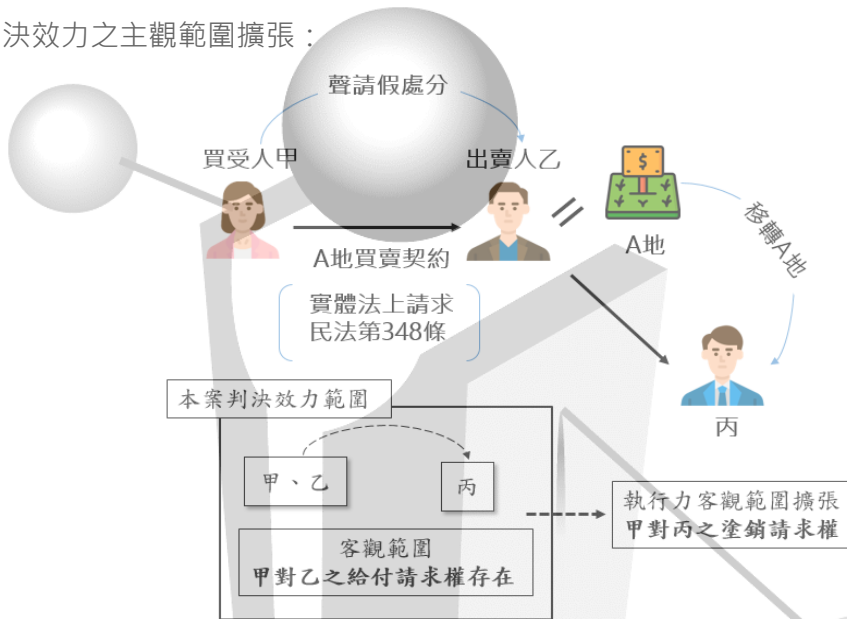 決效力之主觀範圍擴張：
聲請假處分
買受人甲
出賣人乙
$
A地
移轉A地
A地買賣契約
實體法上請求
民法第348條
丙
本案判決效力範圍
甲、乙
丙
客觀範圍
甲對乙之給付請求權存在
執行力客觀範圍擴張
甲對丙之塗銷請求權